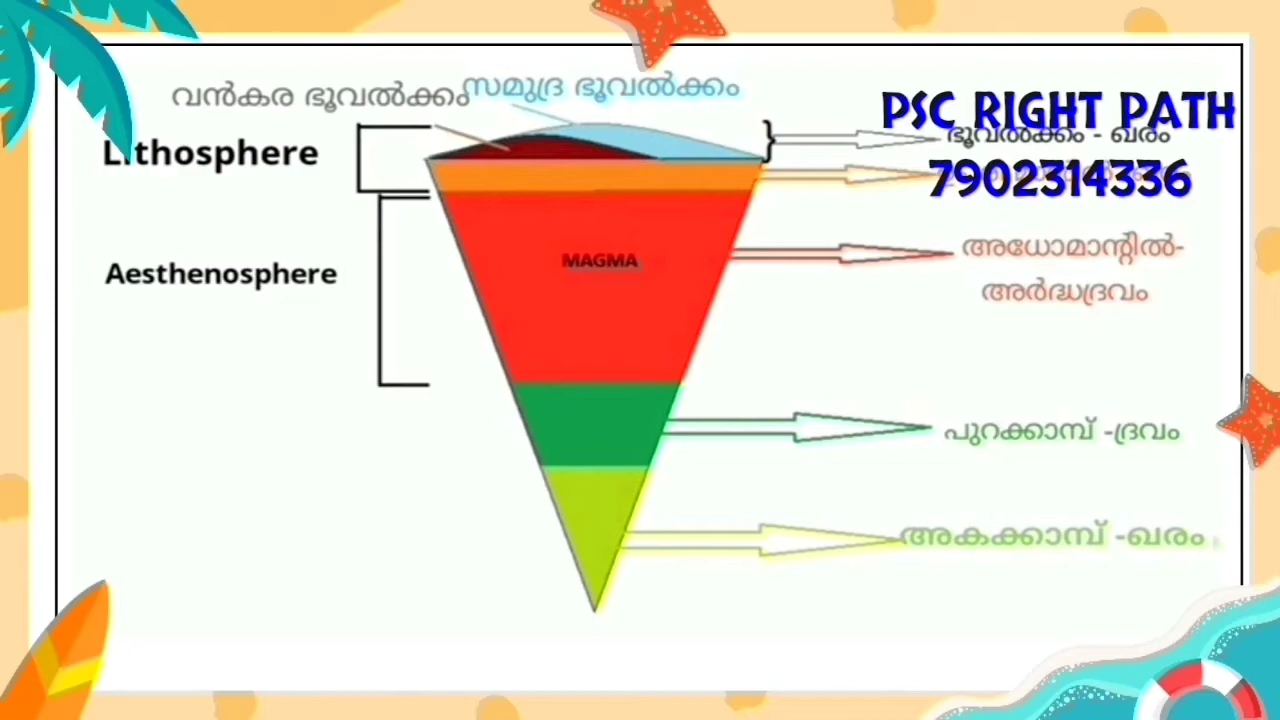 വൻകര ഭൂവൽക്കം
സമുദ്ര ഭൂവൽക്കം
PSC RIGHT PATH
7902314336
Lithosphere
ഭൂവൽക്കം - ഖരം
Aesthenosphere
MAGMA
അധോമാന്റിൽ-
അർദ്ധദ്രവം
പുറക്കാമ്പ് -ദ്രവം
അകക്കാമ്പ് -ഖരം